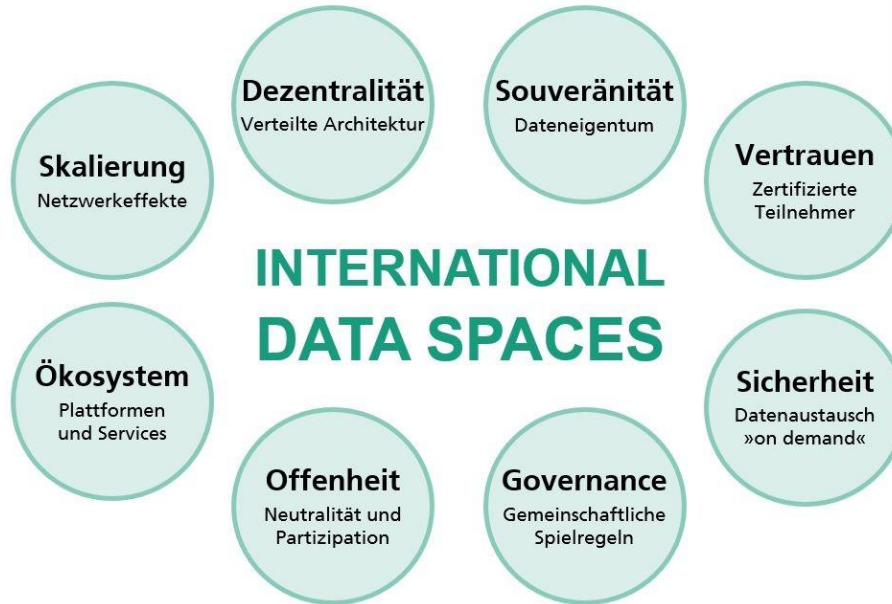 Dezentralität
Verteilte Architektur
Souveränität
Dateneigentum
Skalierung
Netzwerkeffekte
Vertrauen
Zertifizierte
Teilnehmer
INTERNATIONAL
DATA SPACES
Ökosystem
Plattformen
und Services
Sicherheit
Datenaustausch
»on demand«
Offenheit
Neutralität und
Partizipation
Governance
Gemeinschaftliche
Spielregeln